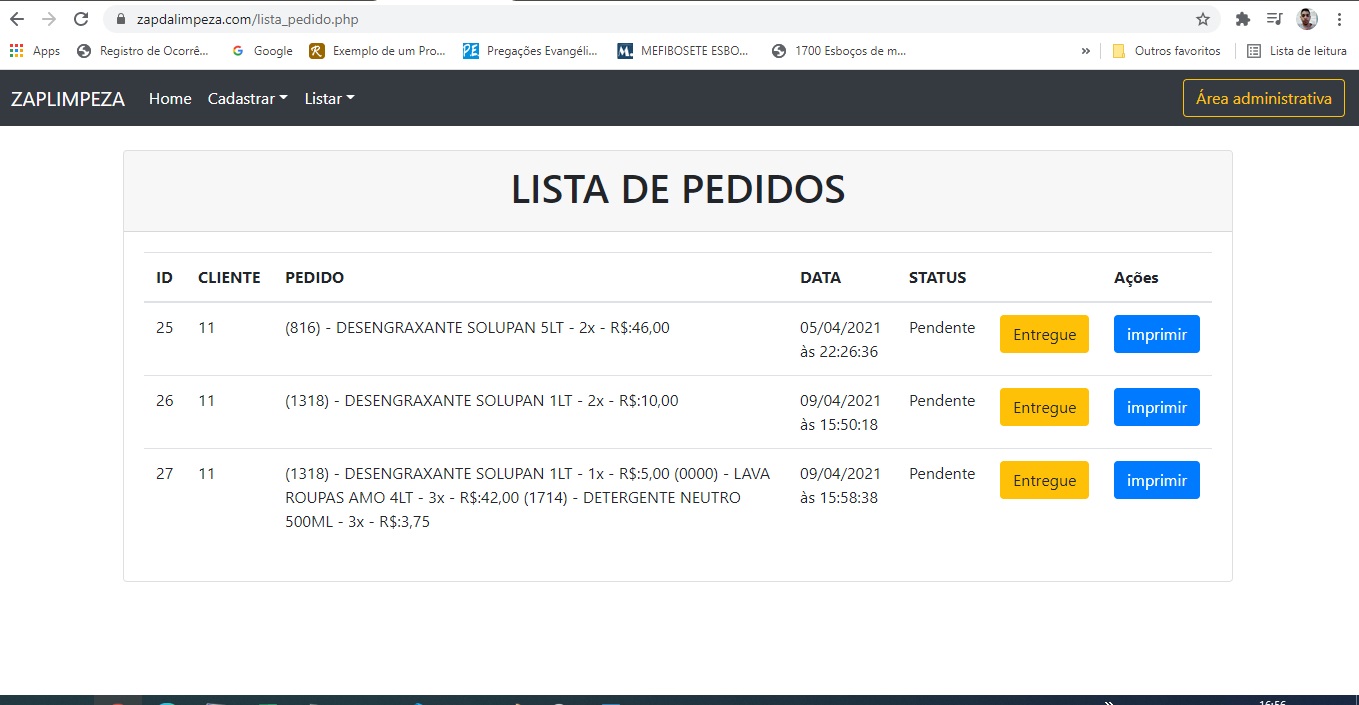 zapdalimpeza.com/lista_pedido.php
Apps Registro de Ocorrê... Google Exemplo de um Pro... Pregações Evangéli... MEFIBOSETE ESBO... 1700 Esboços de m... » Outros favoritos Lista de leitura
ZAPLIMPEZA Home Cadastrar Listar Área administrativa
LISTA DE PEDIDOS
ID CLIENTE PEDIDO DATA STATUS Ações
25 11 (816) - DESENGRAXANTE SOLUPAN 5LT - 2x - R$:46,00 05/04/2021 Pendente Entregue imprimir
às 22:26:36
26 11 (1318) - DESENGRAXANTE SOLUPAN 1LT - 2x - R$:10,00 09/04/2021 Pendente Entregue imprimir
às 15:50:18
27 11 (1318) - DESENGRAXANTE SOLUPAN 1LT - 1x - R$:5,00 (0000) - LAVA 09/04/2021 Pendente Entregue imprimir
ROUPAS AMO 4LT - 3x - R$:42,00 (1714) - DETERGENTE NEUTRO às 15:58:38
500ML - 3x - R$:3,75